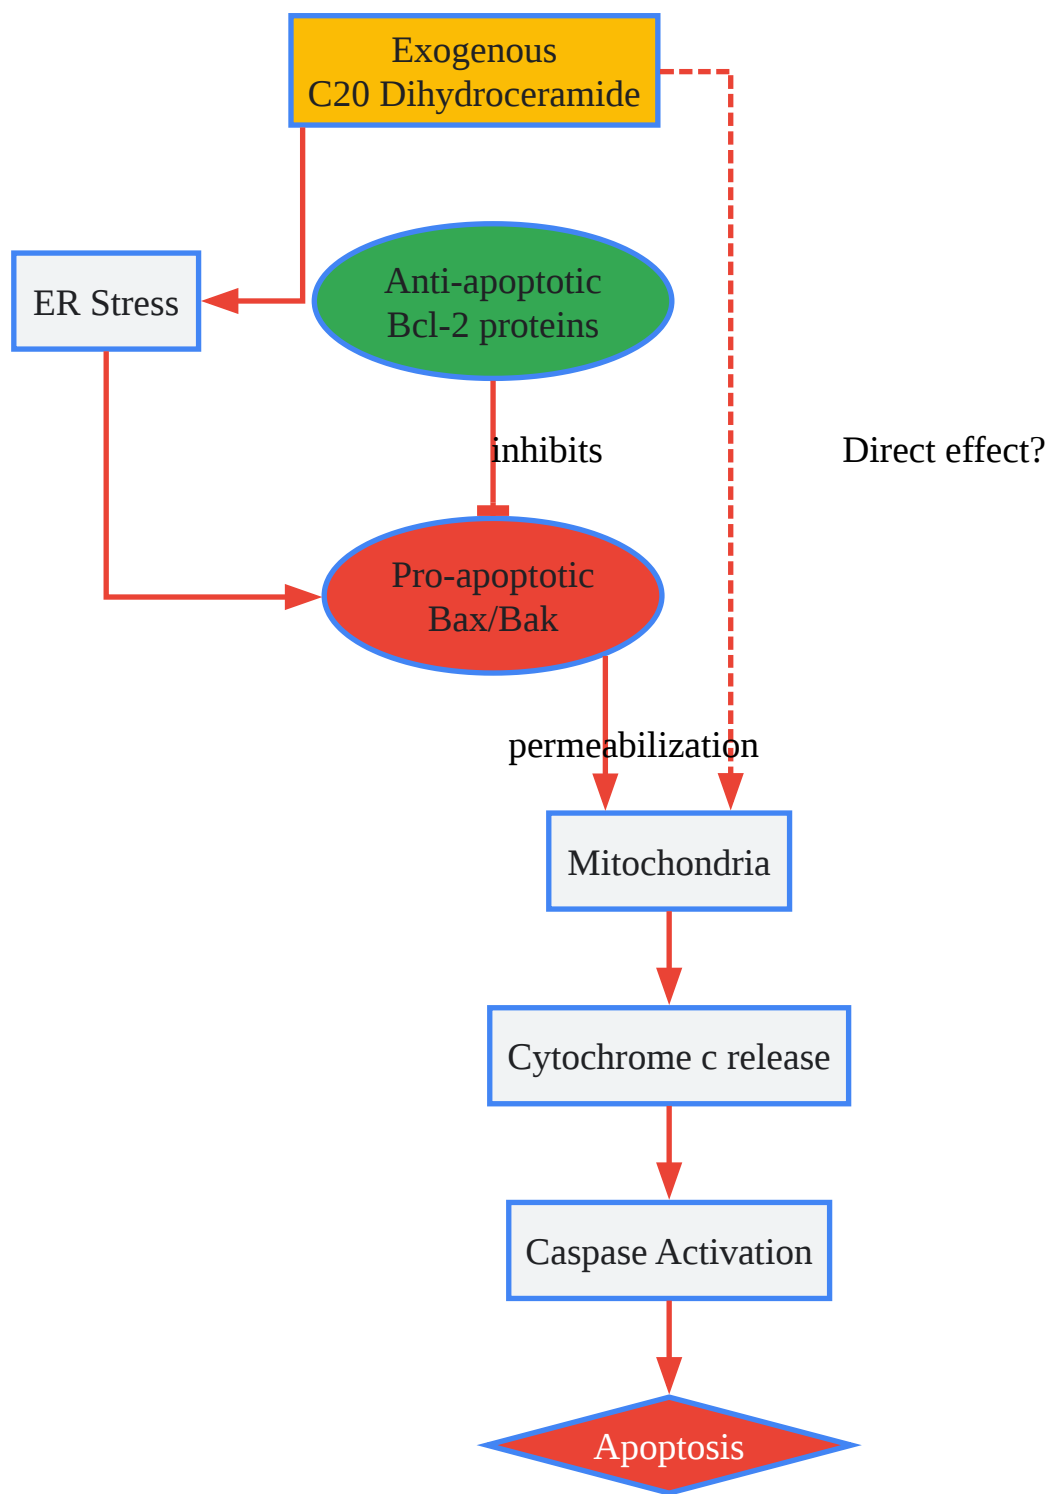 Exogenous
C20 Dihydroceramide
Anti-apoptotic
Bcl-2 proteins
ER Stress
inhibits
Direct effect?
Pro-apoptotic
Bax/Bak
permeabilization
Mitochondria
Cytochrome c release
Caspase Activation
Apoptosis